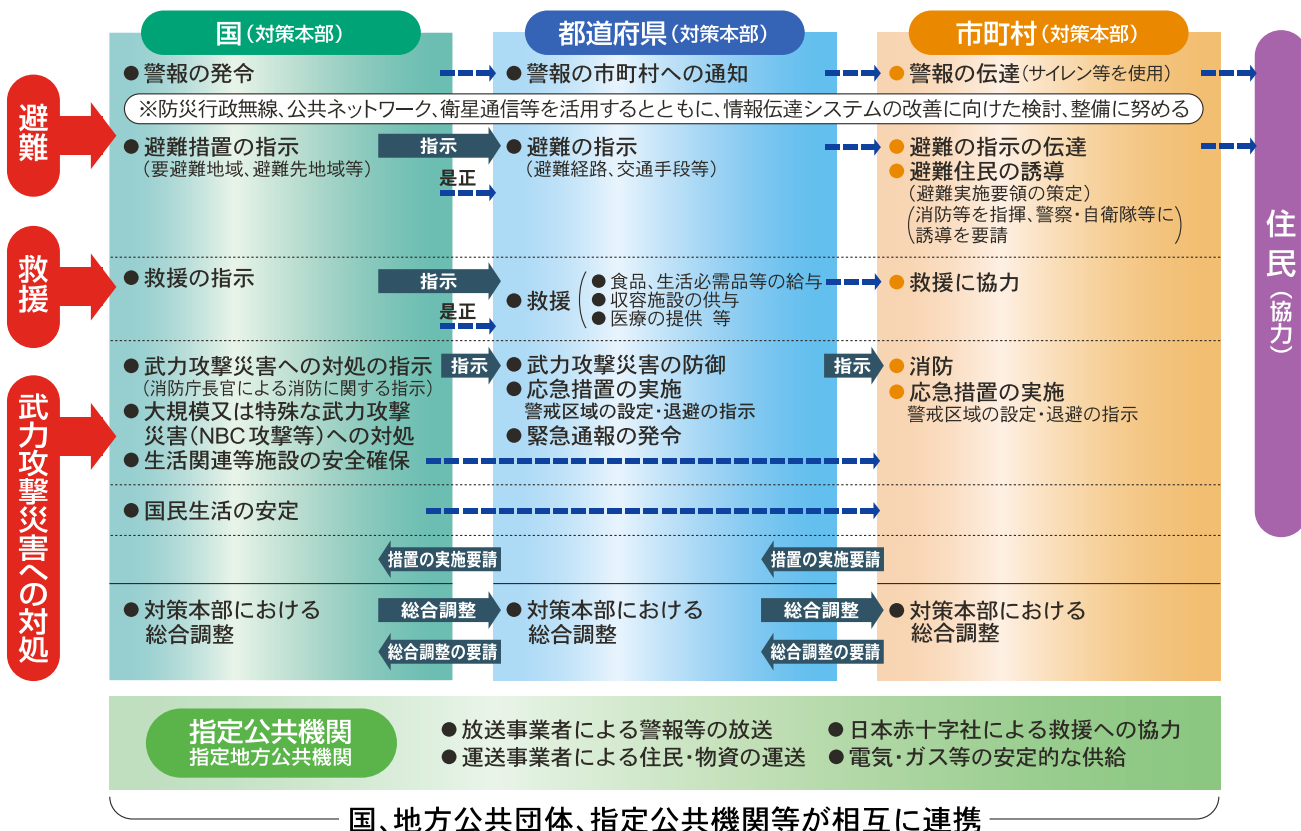 国(対策本部)
都道府県(対策本部)
市町村(対策本部)
避難
●警報の発令
●警報の市町村への通知
●警報の伝達(サイレン等を使用)
※防災行政無線、公共ネットワーク、衛星通信等を活用するとともに、情報伝達システムの改善に向けた検討、整備に努める
●避難措置の指示
(要避難地域、避難先地域等)
指示
是正
●避難の指示
(避難経路、交通手段等)
●避難の指示の伝達
●避難住民の誘導
(避難実施要領の策定)
(消防等を指揮、警察・自衛隊等に
誘導を要請)
救援
●救援の指示
指示
是正
●救援
●食品、生活必需品等の給与
●収容施設の供与
●医療の提供 等
●救援に協力
武力攻撃災害への対処
●武力攻撃災害への対処の指示
(消防庁長官による消防に関する指示)
●大規模又は特殊な武力攻撃
災害(NBC攻撃等)への対処
●生活関連等施設の安全確保
指示
●武力攻撃災害の防御
●応急措置の実施
警戒区域の設定・退避の指示
●緊急通報の発令
指示
●消防
●応急措置の実施
警戒区域の設定・退避の指示
●国民生活の安定
措置の実施要請
措置の実施要請
●対策本部における
総合調整
総合調整
総合調整の要請
●対策本部における
総合調整
総合調整
総合調整の要請
●対策本部における
総合調整
住民(協力)
指定公共機関
指定地方公共機関
●放送事業者による警報等の放送
●運送事業者による住民・物資の運送
●日本赤十字社による救援への協力
●電気・ガス等の安定的な供給
国、地方公共団体、指定公共機関等が相互に連携